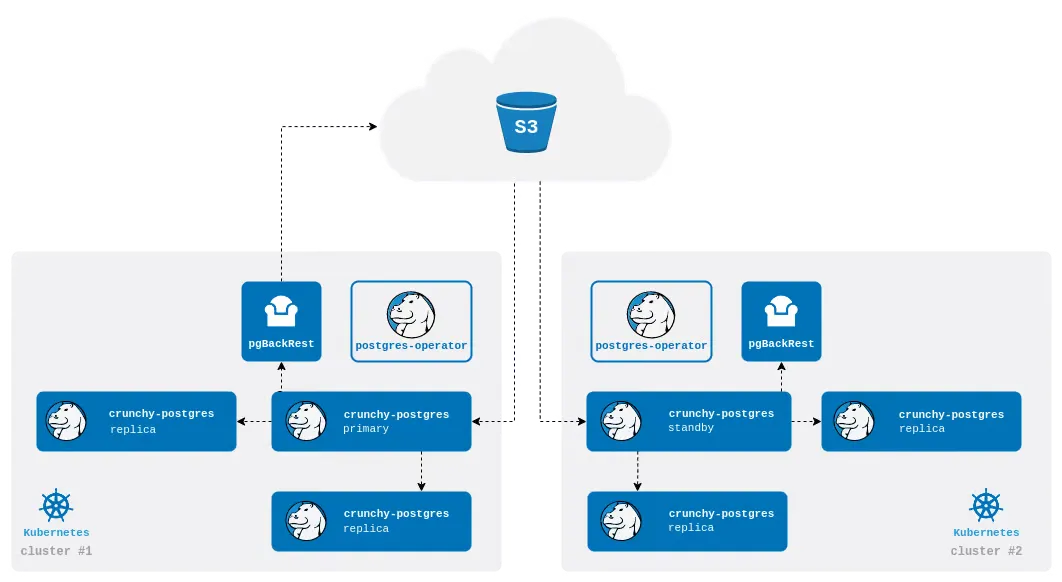 S3
pgBackRest
postgres-operator
crunchy-postgres
replica
crunchy-postgres
primary
crunchy-postgres
replica
Kubernetes
cluster #1
postgres-operator
pgBackRest
crunchy-postgres
standby
crunchy-postgres
replica
crunchy-postgres
replica
Kubernetes
cluster #2